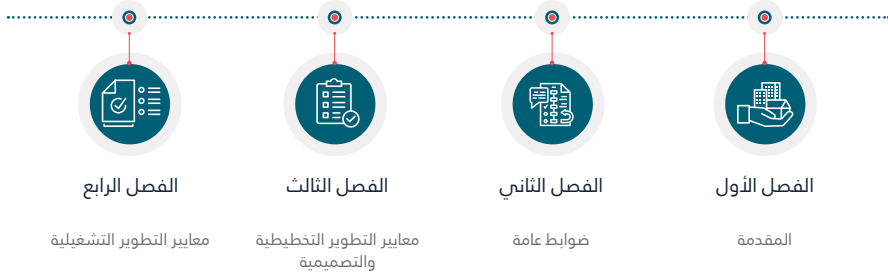 الفصل الأول
المقدمة
الفصل الثاني
ضوابط عامة
الفصل الثالث
معايير التطوير التخطيطية
والتصميمية
الفصل الرابع
معايير التطوير التشغيلية